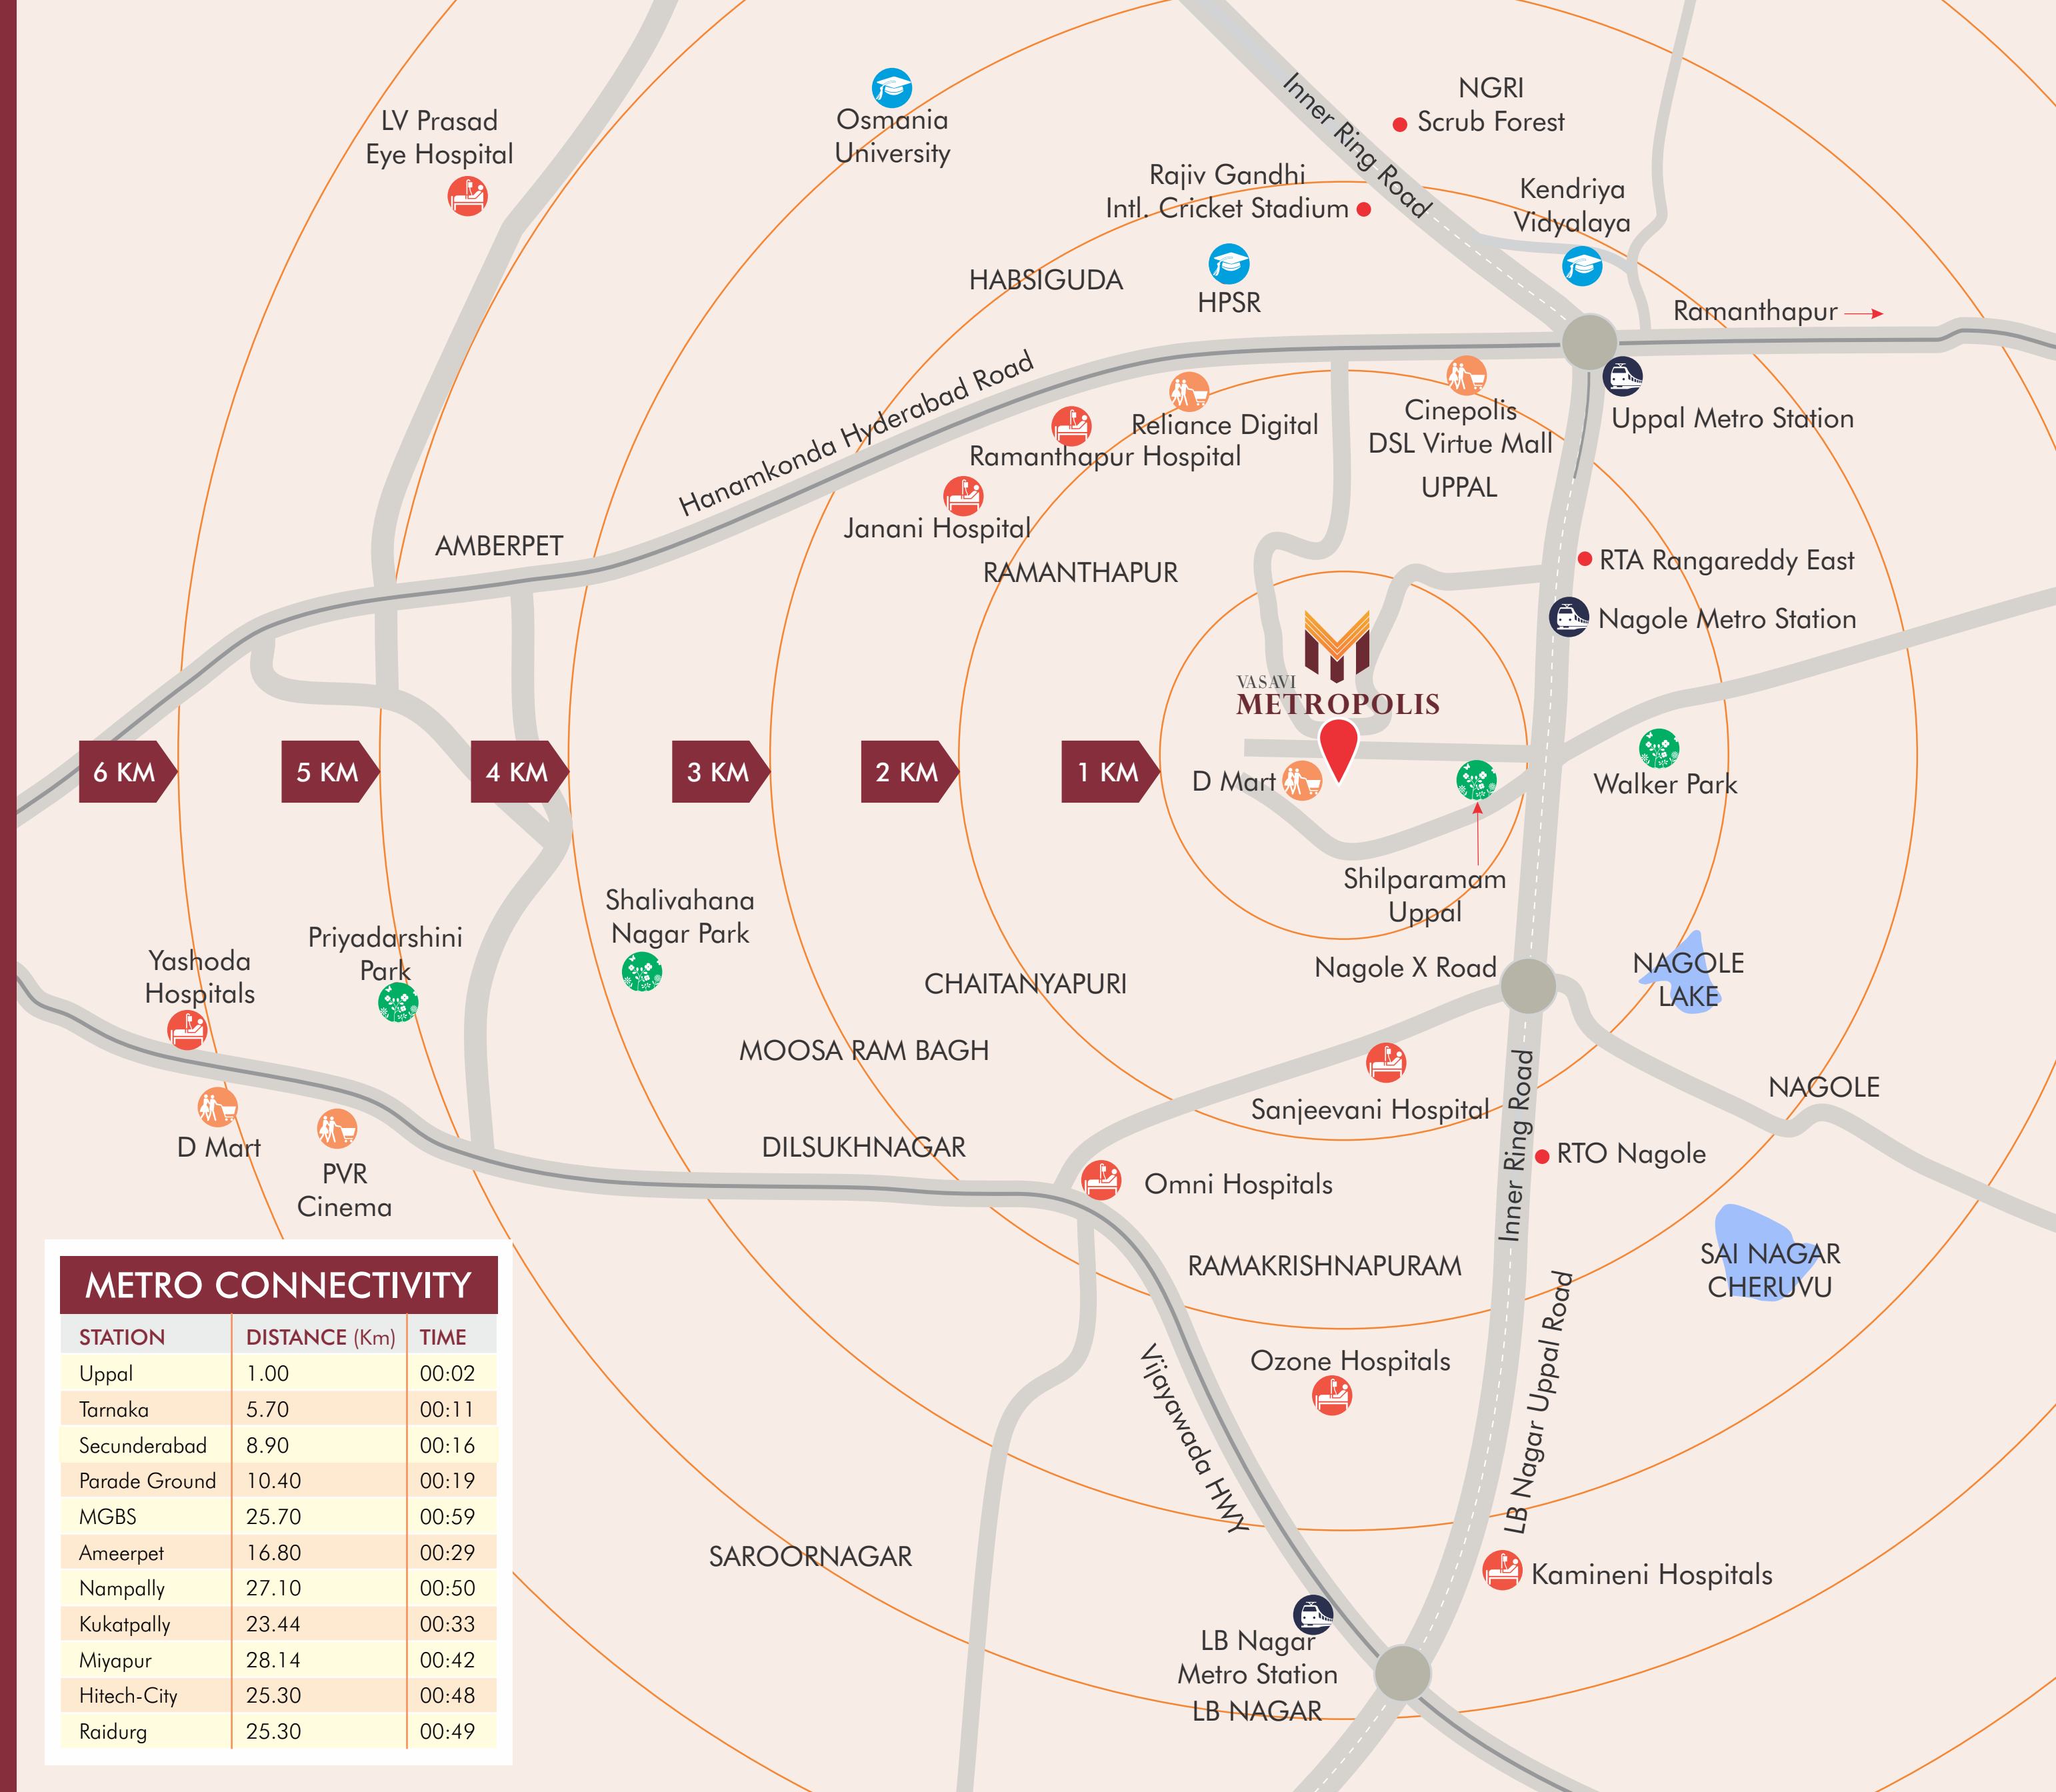 NGRI
Scrub Forest
LV Prasad
Eye Hospital
Osmania
University
Inner Ring Road
Rajiv Gandhi
Intl. Cricket Stadium
Kendriya
Vidyalaya
HABSIGUDA
HPSR
Ramanthapur
Hanamkonda Hyderabad Road
Reliance Digital
Ramanthapur Hospital
Cinepolis
DSL Virtue Mall
Uppal Metro Station
UPPAL
Janani Hospital
AMBERPET
RAMANTHAPUR
RTA Rangareddy East
Nagole Metro Station
VASAVI
METROPOLIS
6 KM
5 KM
4 KM
3 KM
2 KM
1 KM
D Mart
Walker Park
Shilparamam
Uppal
Shalivahana
Nagar Park
Priyadarshini
Park
Yashoda
Hospitals
Nagole X Road
NAGOLE
LAKE
CHAITANYAPURI
MOOSA RAM BAGH
NAGOLE
Sanjeevani Hospital
Inner Ring Road
D Mart
PVR
Cinema
DILSUKHNAGAR
RTO Nagole
Omni Hospitals
RAMAKRISHNAPURAM
SAI NAGAR
CHERUVU
Vijayawada HWY
Ozone Hospitals
LB Nagar Uppal Road
SAROORNAGAR
Kamineni Hospitals
LB Nagar
Metro Station
LB NAGAR
METRO CONNECTIVITY
STATION DISTANCE (Km) TIME
Uppal 1.00 00:02
Tarnaka 5.70 00:11
Secunderabad 8.90 00:16
Parade Ground 10.40 00:19
MGBS 25.70 00:59
Ameerpet 16.80 00:29
Nampally 27.10 00:50
Kukatpally 23.44 00:33
Miyapur 28.14 00:42
Hitech-City 25.30 00:48
Raidurg 25.30 00:49